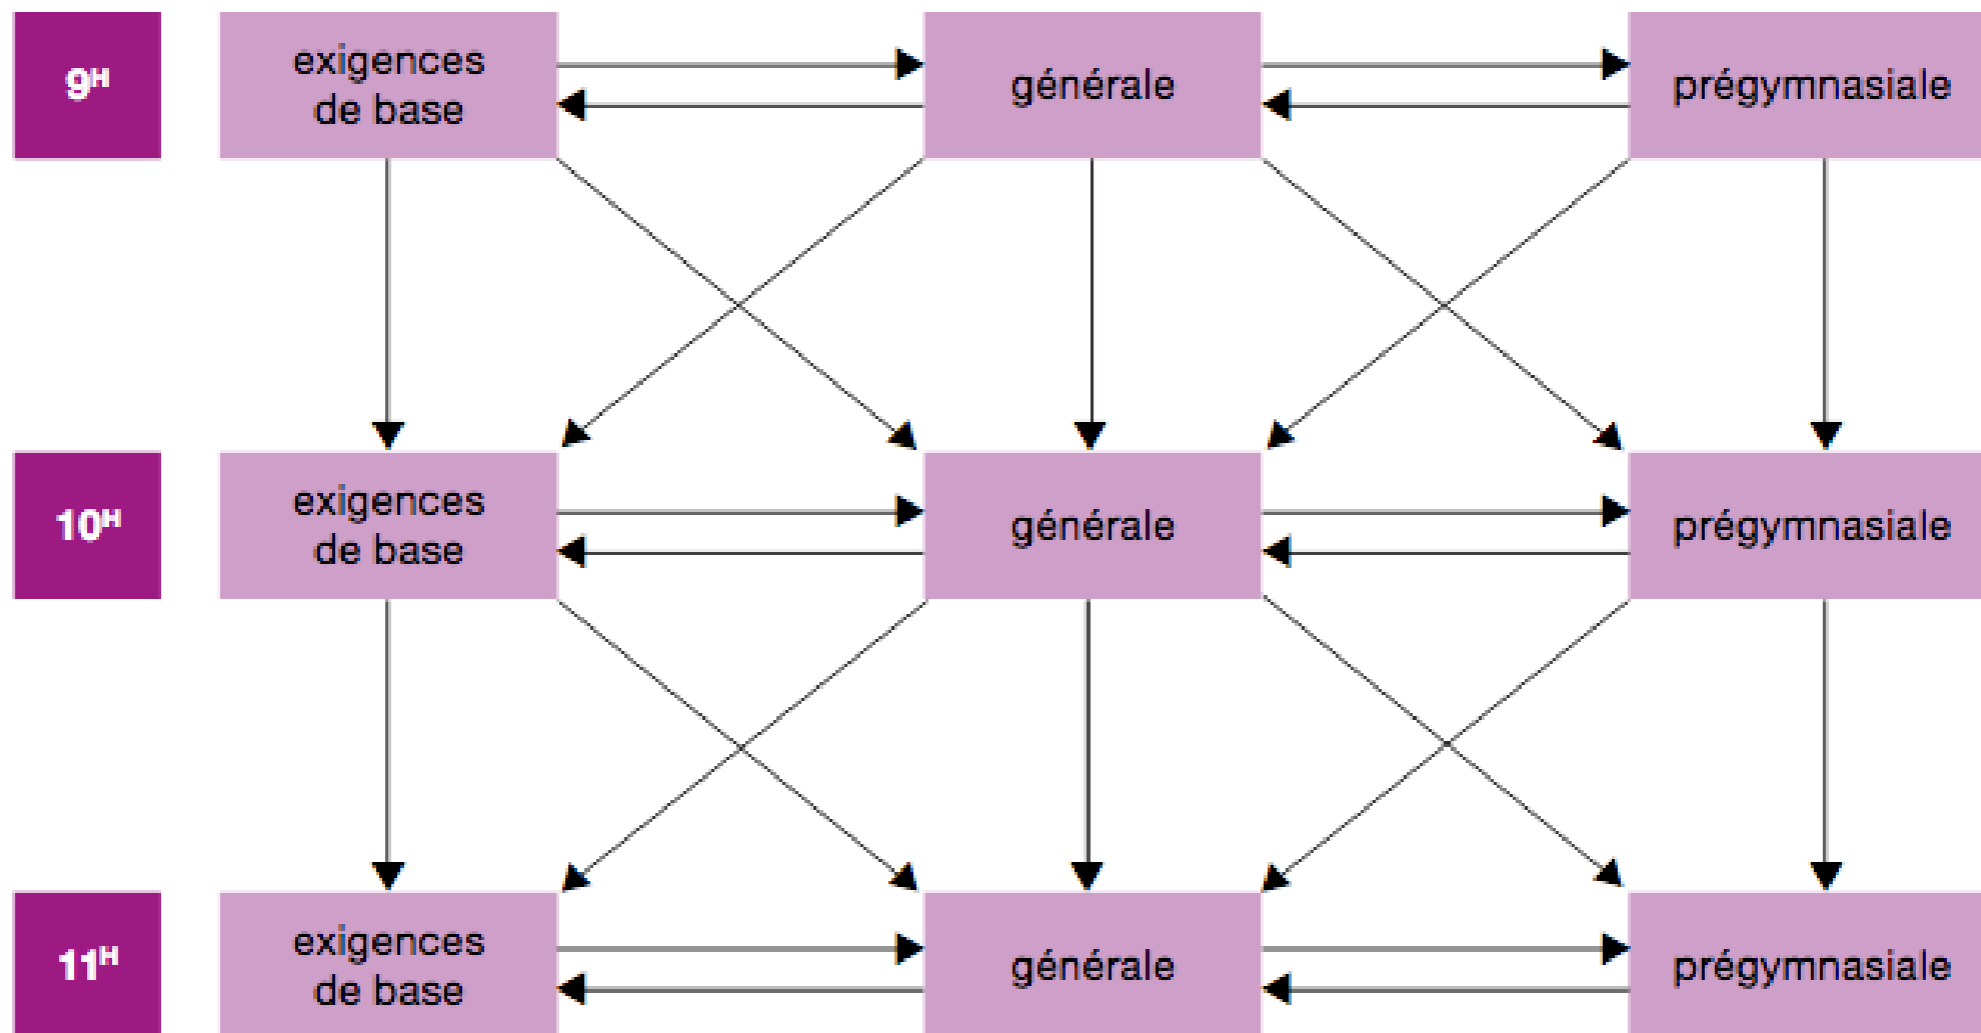 9ᴴ
exigences
de base
générale
prégymnasiale
10ᴴ
exigences
de base
générale
prégymnasiale
11ᴴ
exigences
de base
générale
prégymnasiale